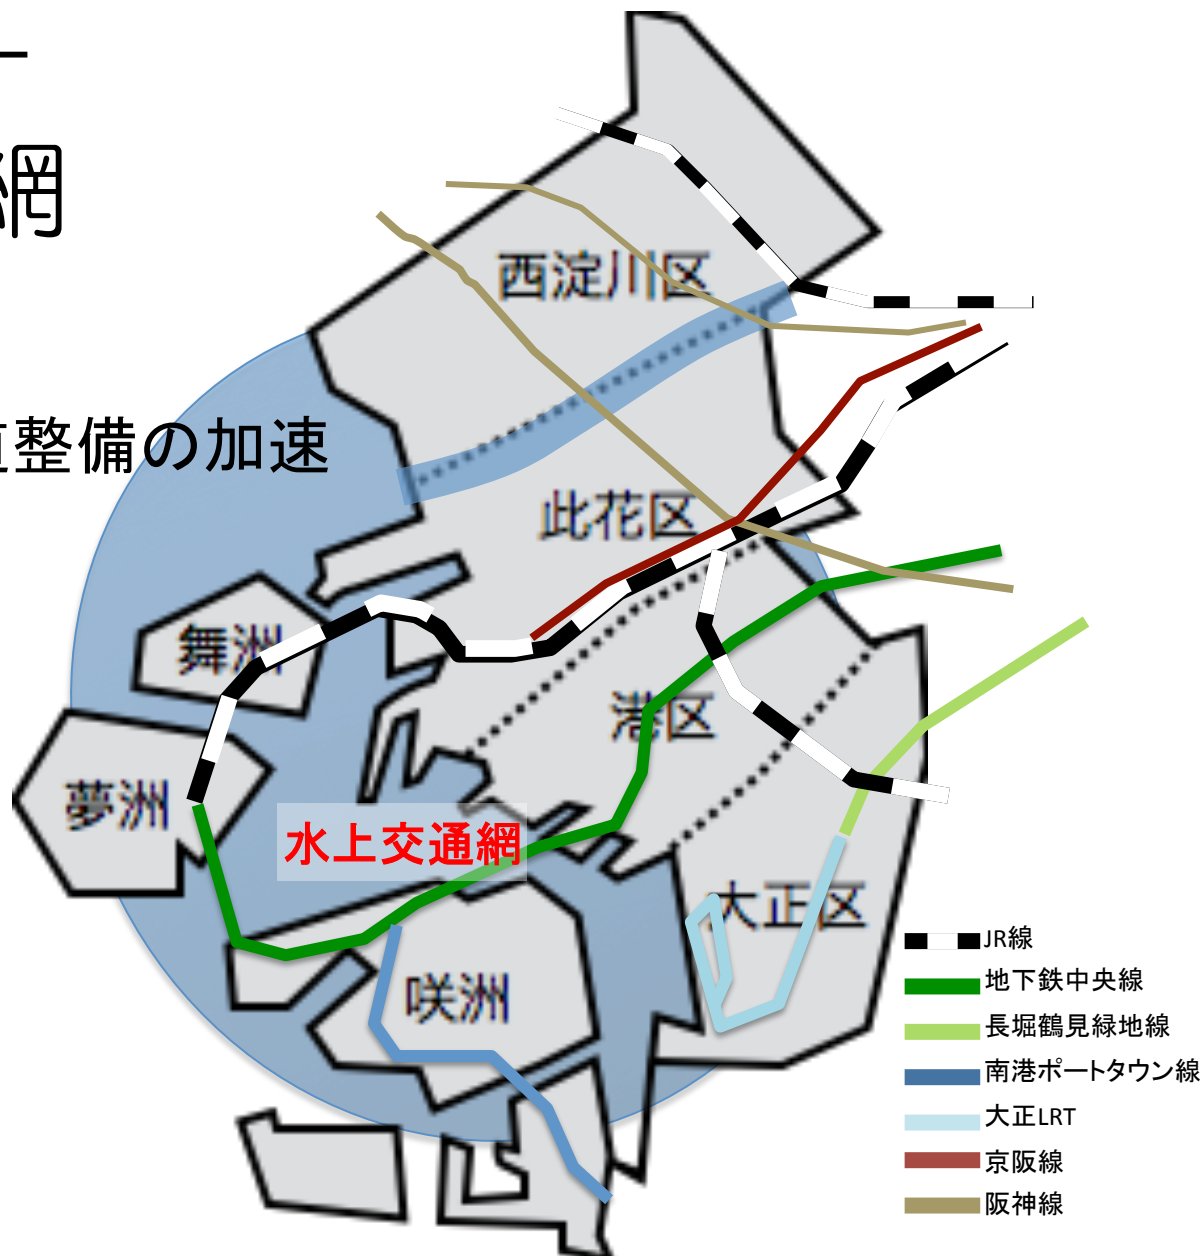 ー
網
整備の加速
西淀川区
此花区
舞洲
港区
夢洲
水上交通網
大正区
咲洲
JR線
地下鉄中央線
長堀鶴見緑地線
南港ポートタウン線
大正LRT
京阪線
阪神線